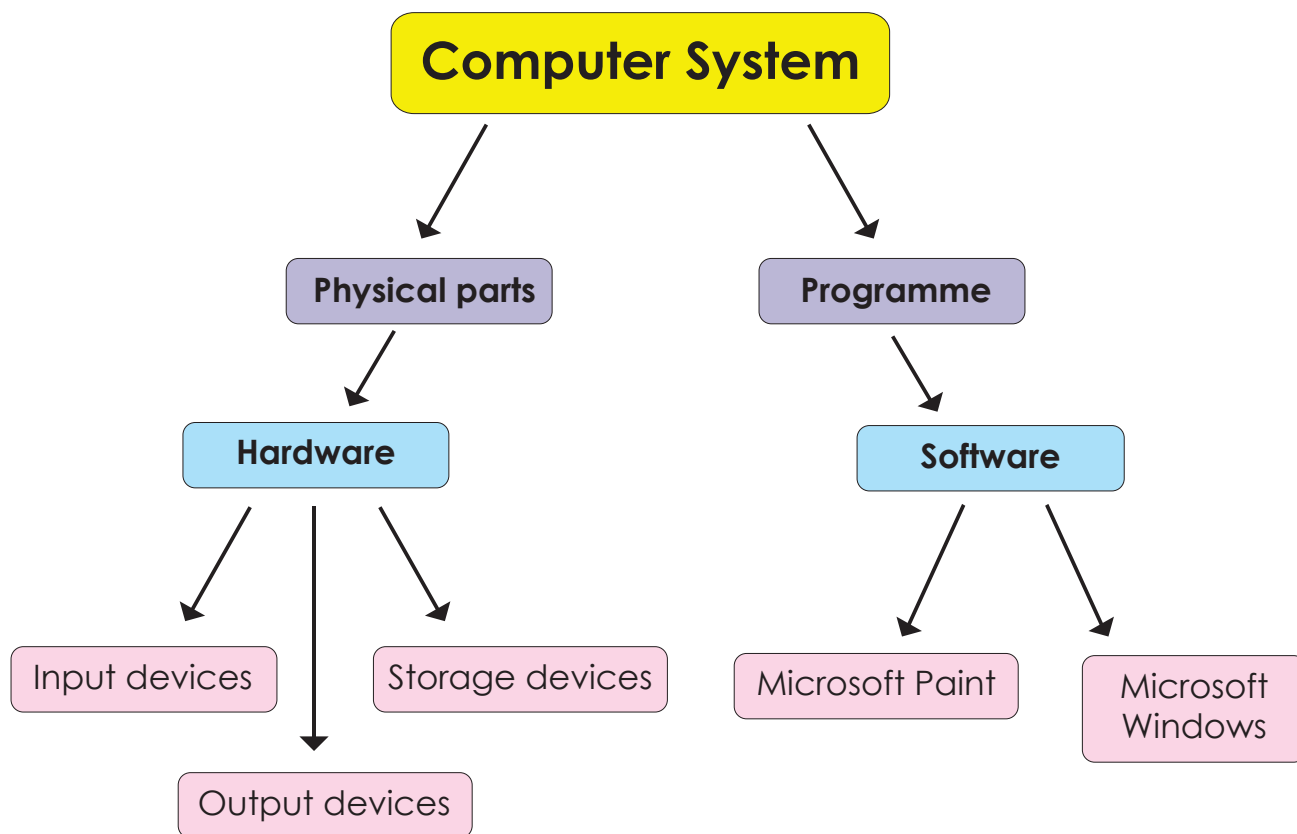 Computer System
Physical parts
Programme
Hardware
Software
Input devices
Storage devices
Microsoft Paint
Microsoft
Windows
Output devices